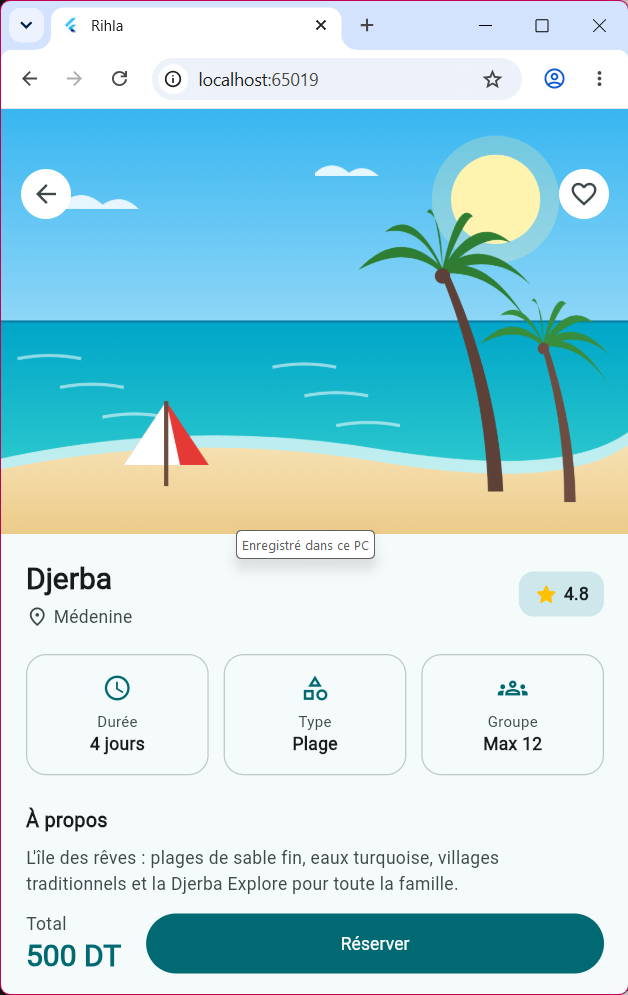 Rihla
localhost:65019
Enregistré dans ce PC
Djerba
Médenine
4.8
Durée
4 jours
Type
Plage
Groupe
Max 12
À propos
L'île des rêves : plages de sable fin, eaux turquoise, villages
traditionnels et la Djerba Explore pour toute la famille.
Total
500 DT
Réserver